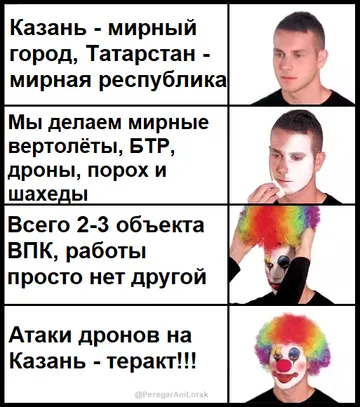 Казань - мирный
город, Татарстан -
мирная республика
Мы делаем мирные
вертолёты, БТР,
дроны, порох и
шахеды
Всего 2-3 объекта
ВПК, работы
просто нет другой
Атаки дронов на
Казань - теракт!!!
@PeregarAniLorak